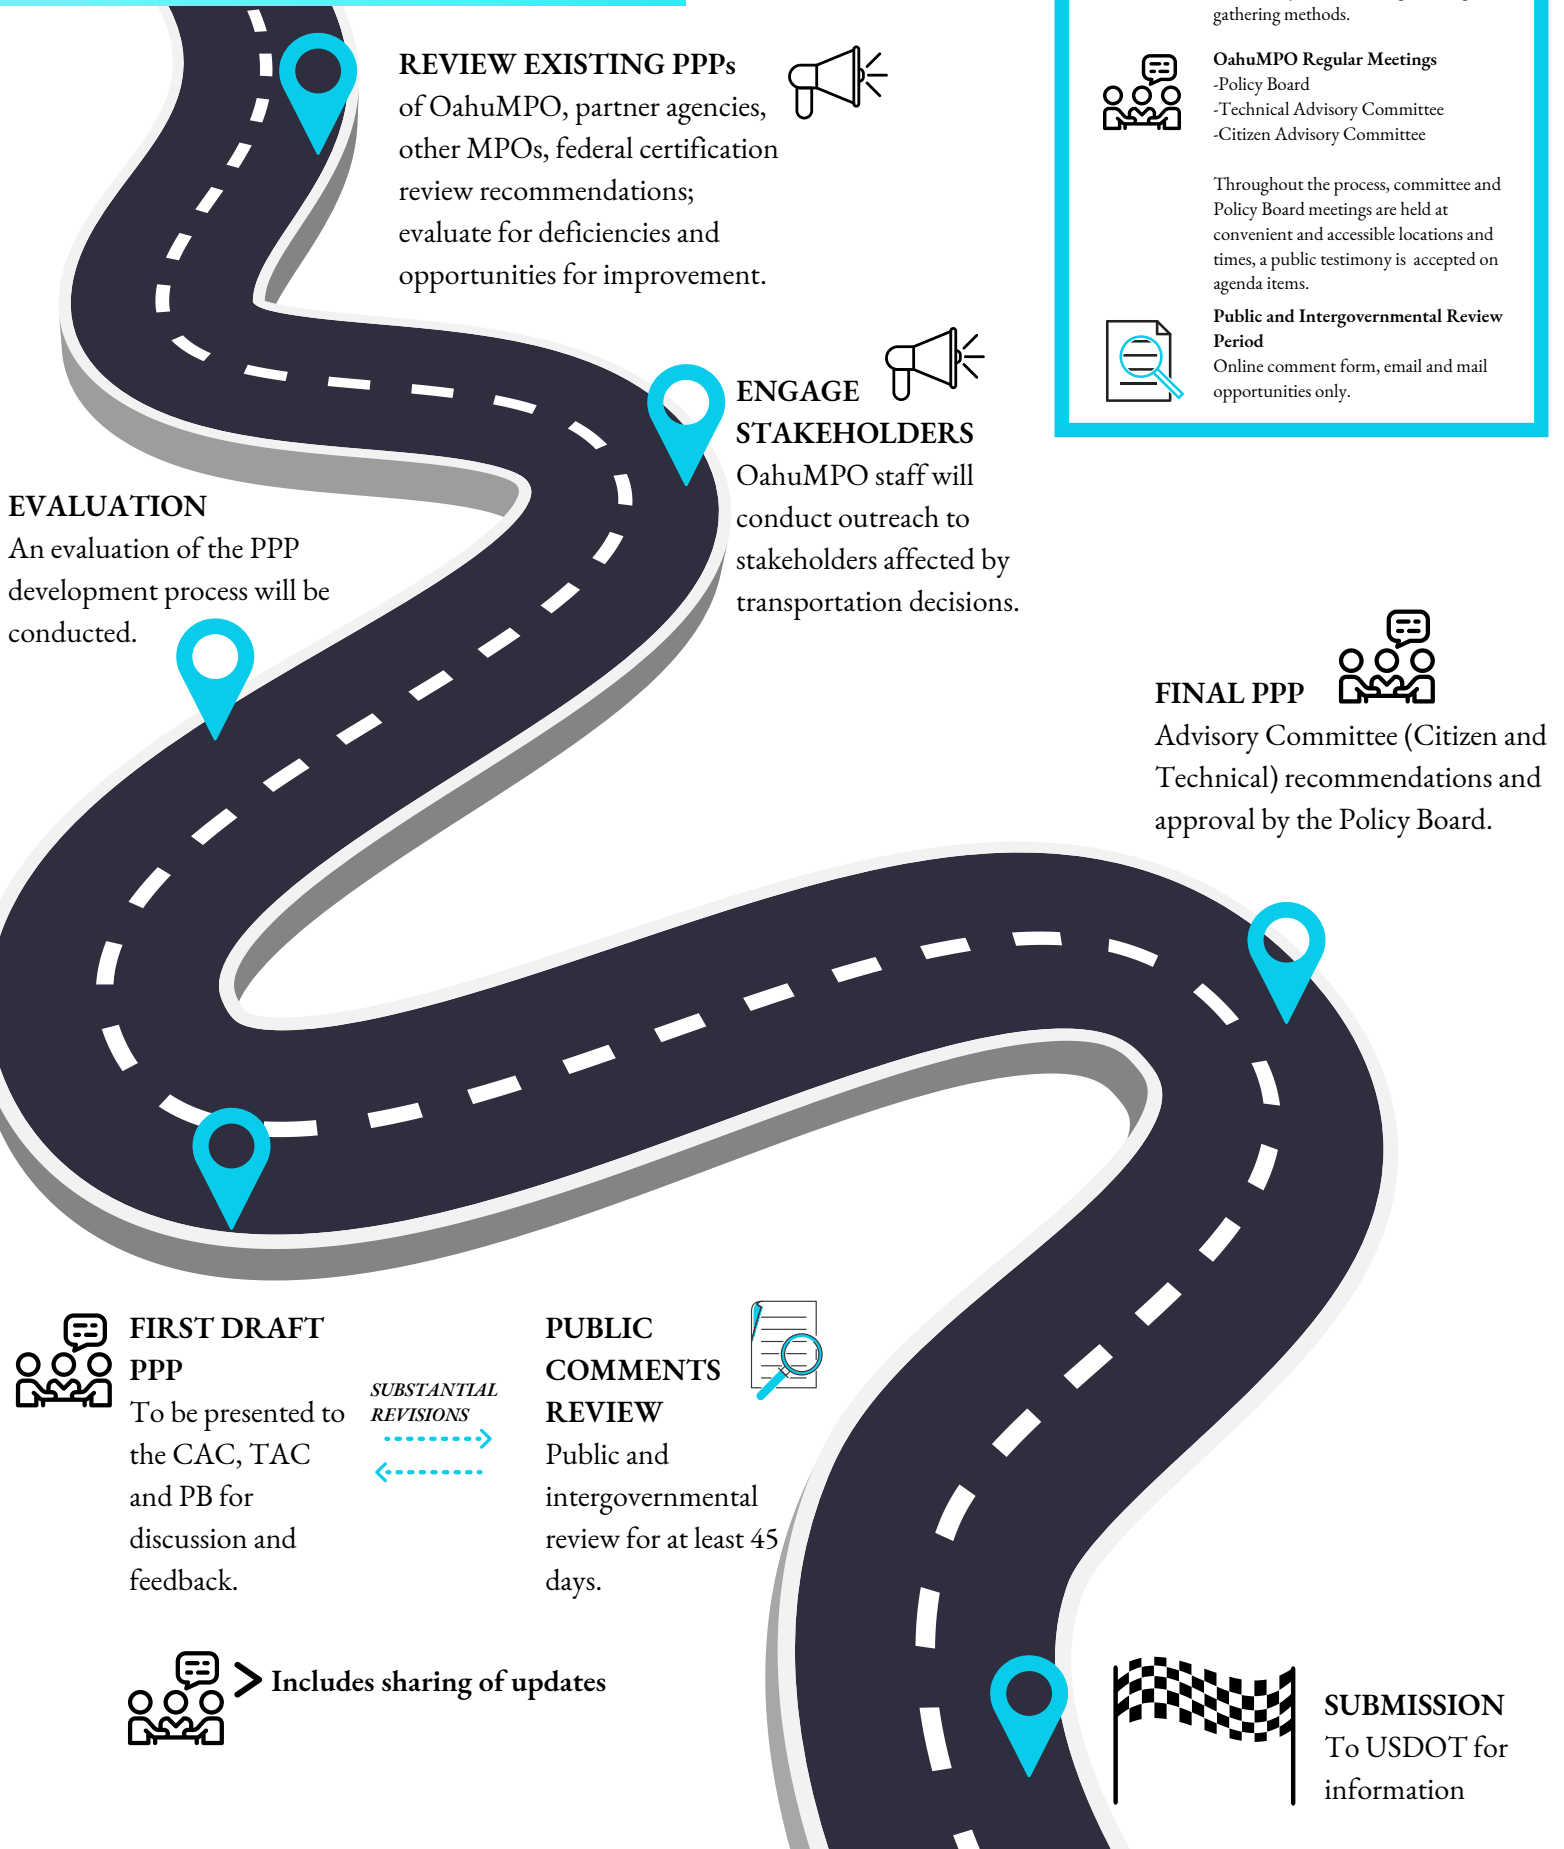 gathering methods.
OahuMPO Regular Meetings
-Policy Board
-Technical Advisory Committee
-Citizen Advisory Committee
Throughout the process, committee and
Policy Board meetings are held at
convenient and accessible locations and
times, a public testimony is  accepted on
agenda items.
Public and Intergovernmental Review
Period
Online comment form, email and mail
opportunities only.
REVIEW EXISTING PPPs
of OahuMPO, partner agencies,
other MPOs, federal certification
review recommendations;
evaluate for deficiencies and
opportunities for improvement.
ENGAGE
STAKEHOLDERS
OahuMPO staff will
conduct outreach to
stakeholders affected by
transportation decisions.
EVALUATION
An evaluation of the PPP
development process will be
conducted.
FINAL PPP
Advisory Committee (Citizen and
Technical) recommendations and
approval by the Policy Board.
FIRST DRAFT
PPP
To be presented to
the CAC, TAC
and PB for
discussion and
feedback.
SUBSTANTIAL
REVISIONS
PUBLIC
COMMENTS
REVIEW
Public and
intergovernmental
review for at least 45
days.
Includes sharing of updates
SUBMISSION
To USDOT for
information